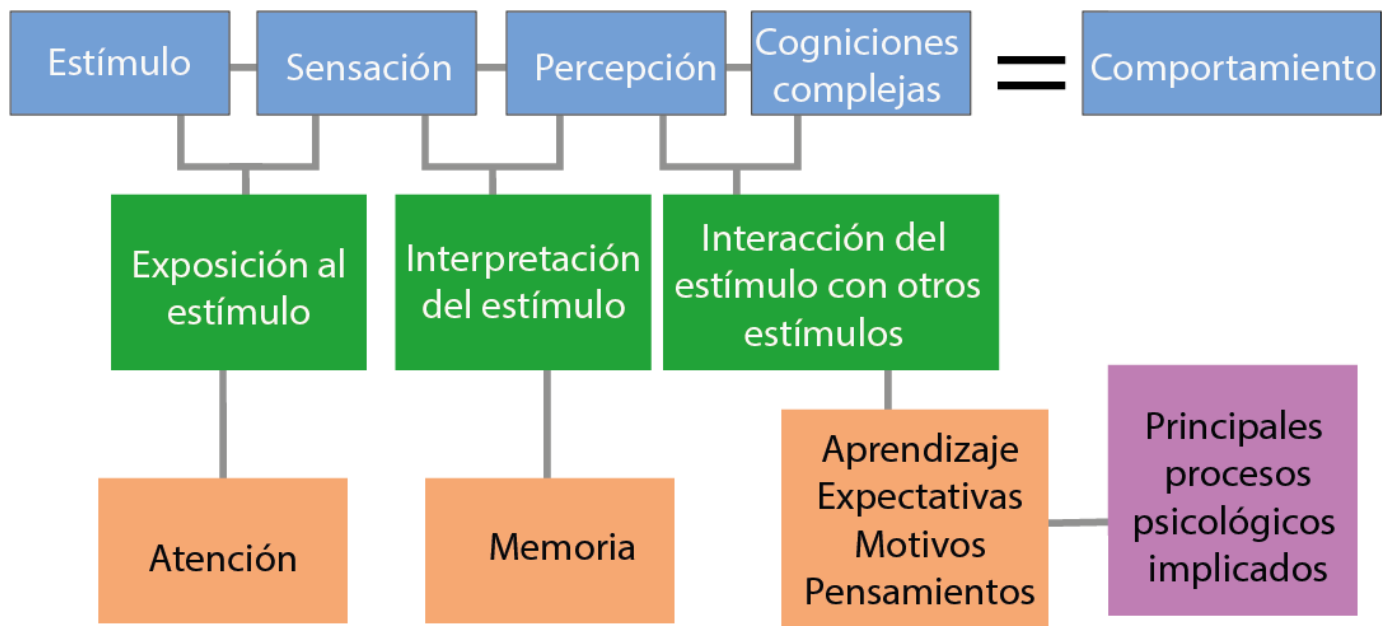 Estímulo
Sensación
Percepción
Cogniciones
complejas
=
Comportamiento
Exposición al
estímulo
Interpretación
del estímulo
Interacción del
estímulo con otros
estímulos
Atención
Memoria
Aprendizaje
Expectativas
Motivos
Pensamientos
Principales
procesos
psicológicos
implicados